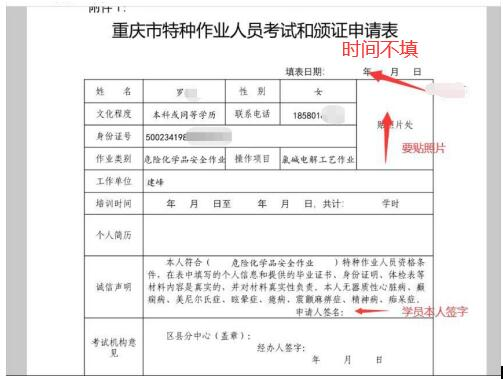 附件1：
重庆市特种作业人员考试和颁证申请表
时间不填
填表日期： 年 月 日
姓 名 罗 性 别 女
文化程度 本科或同等学历 联系电话 185801 贴照片处
身份证号 500234198
要贴照片
作业类别 危险化学品安全作业 操作项目 氯碱电解工艺作业
工作单位 建峰
培训时间 年 月 日至 年 月 日，共计： 学时
个人简历
本人符合（ 危险化学品安全作业 ）特种作业人员资格条
件，在表中填写的个人信息和提供的毕业证书、身份证明、体检表等
诚信声明 材料内容是真实的，并对材料真实性负责。本人无器质性心脏病、癫
痫病、美尼尔氏症、眩晕症、癔病、震颤麻痹症、精神病、痴呆症。
申请人签名： 学员本人签字
考试机构意见 区县分中心（盖章）：
经办人签字：
年 月 日